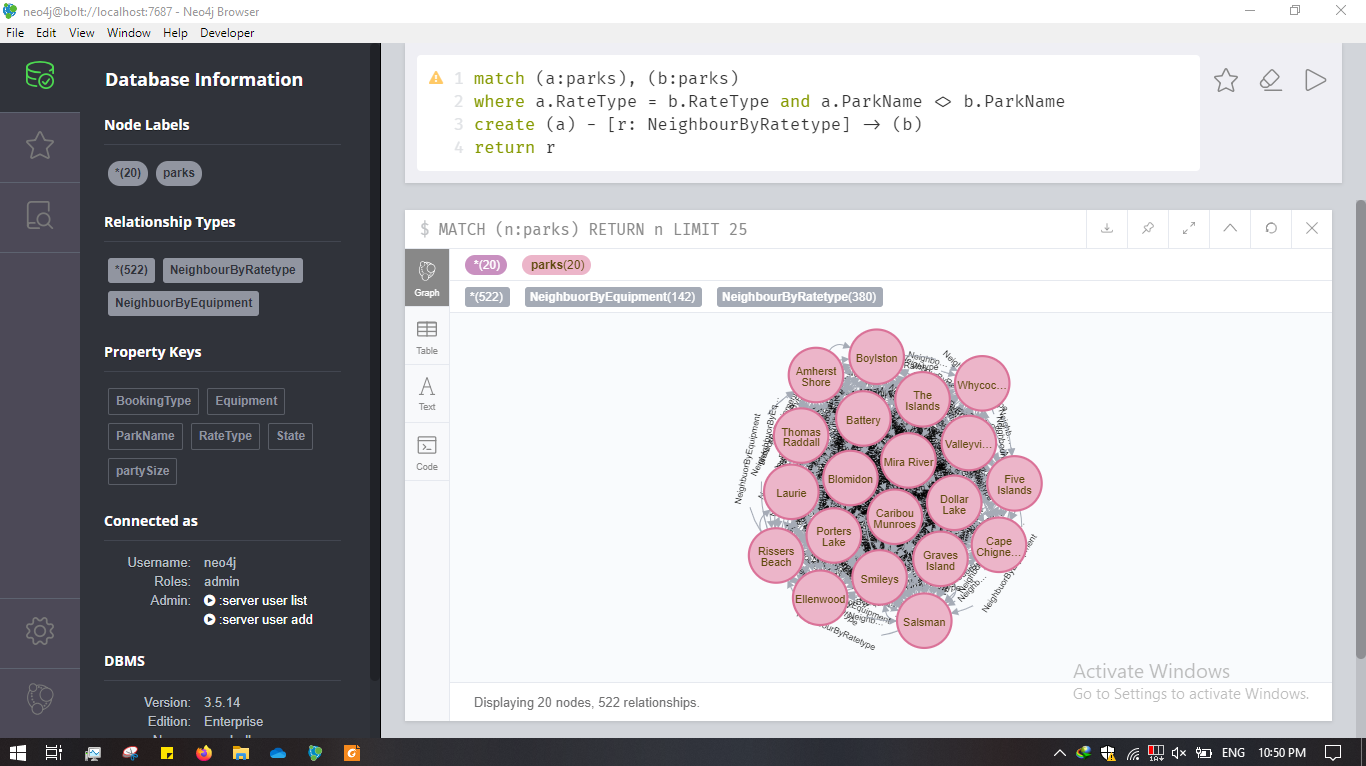 neo4j@bolt://localhost:7687 - Neo4j Browser
File Edit View Window Help Developer
Database Information
Node Labels
*(20) parks
Relationship Types
*(522) NeighbourByRatetype
NeighbuorByEquipment
Property Keys
BookingType Equipment
ParkName RateType State
partySize
Connected as
Username: neo4j
Roles: admin
Admin: :server user list
:server user add
DBMS
Version: 3.5.14
Edition: Enterprise
1 match (a:parks), (b:parks)
2 where a.RateType = b.RateType and a.ParkName <> b.ParkName
3 create (a) - [r: NeighbourByRatetype] -> (b)
4 return r
$ MATCH (n:parks) RETURN n LIMIT 25
Graph
Table
Text
Code
*(20) parks(20)
*(522) NeighbuorByEquipment(142) NeighbourByRatetype(380)
Boylston
Amherst
Shore
Whycoc...
The
Islands
Battery
Thomas
Raddall
Valleyvi...
Mira River
Blomidon
Five
Islands
Laurie
Dollar
Lake
Caribou
Munroes
Porters
Lake
Cape
Chigne...
Rissers
Beach
Graves
Island
Smileys
Ellenwood
Salsman
NeighbuorByEquipment
Displaying 20 nodes, 522 relationships.
Activate Windows
Go to Settings to activate Windows.
ENG 10:50 PM